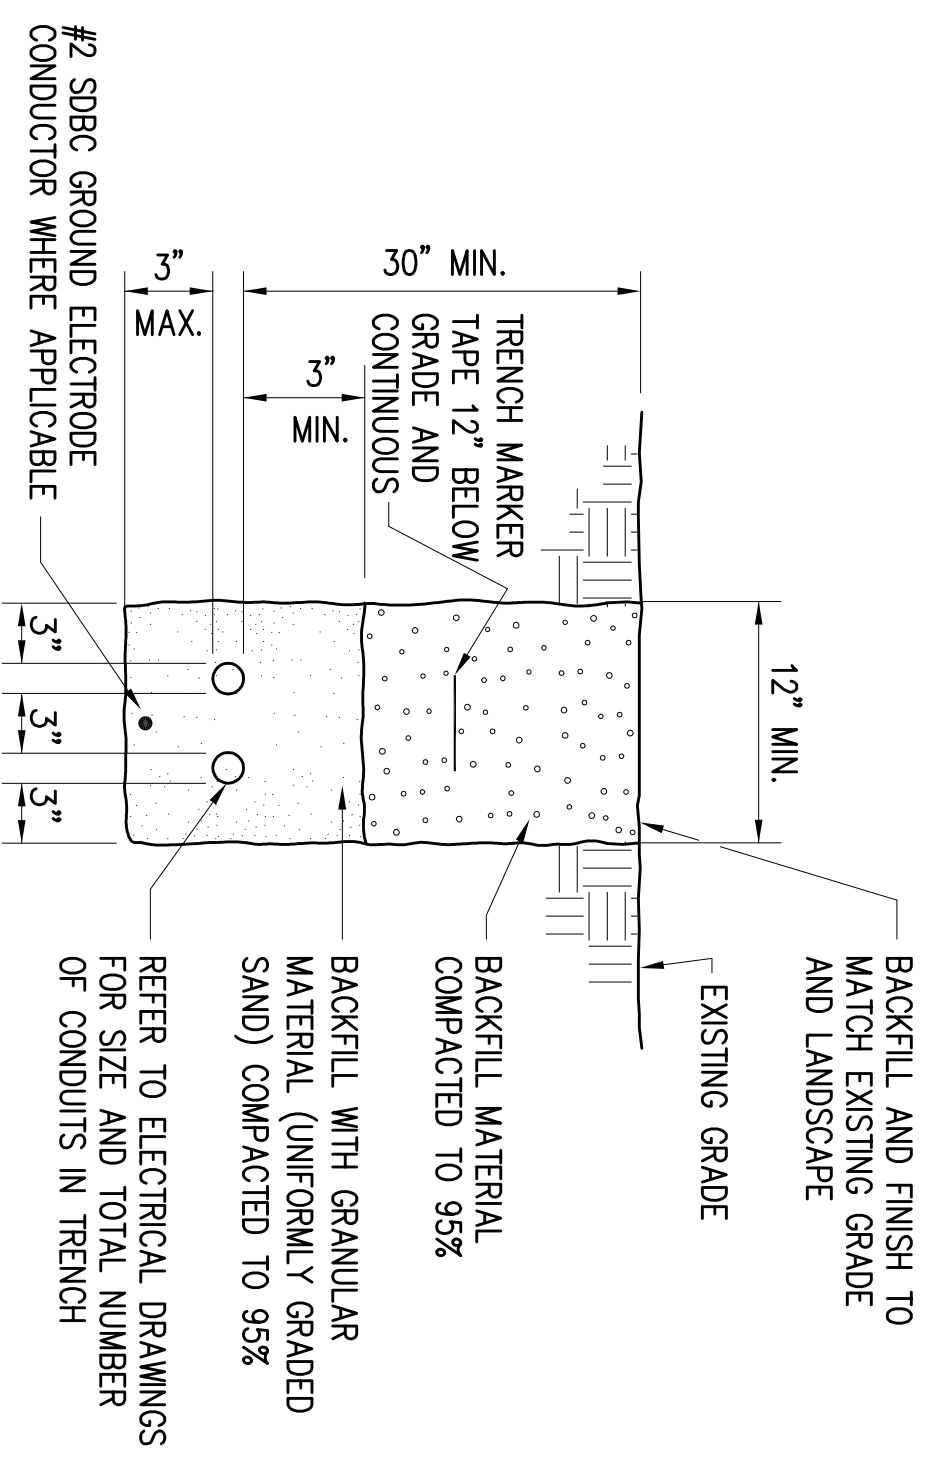 BACKFILL AND FINISH TO
MATCH EXISTING GRADE
AND LANDSCAPE
12" MIN.
EXISTING GRADE
30" MIN.
TRENCH MARKER
TAPE 12" BELOW
GRADE AND
CONTINUOUS
BACKFILL MATERIAL
COMPACTED TO 95%
3"
MIN.
BACKFILL WITH GRANULAR
MATERIAL (UNIFORMLY GRADED
SAND) COMPACTED TO 95%
3"
MAX.
REFER TO ELECTRICAL DRAWINGS
FOR SIZE AND TOTAL NUMBER
OF CONDUITS IN TRENCH
#2 SDBC GROUND ELECTRODE
CONDUCTOR WHERE APPLICABLE
3"
3"
3"